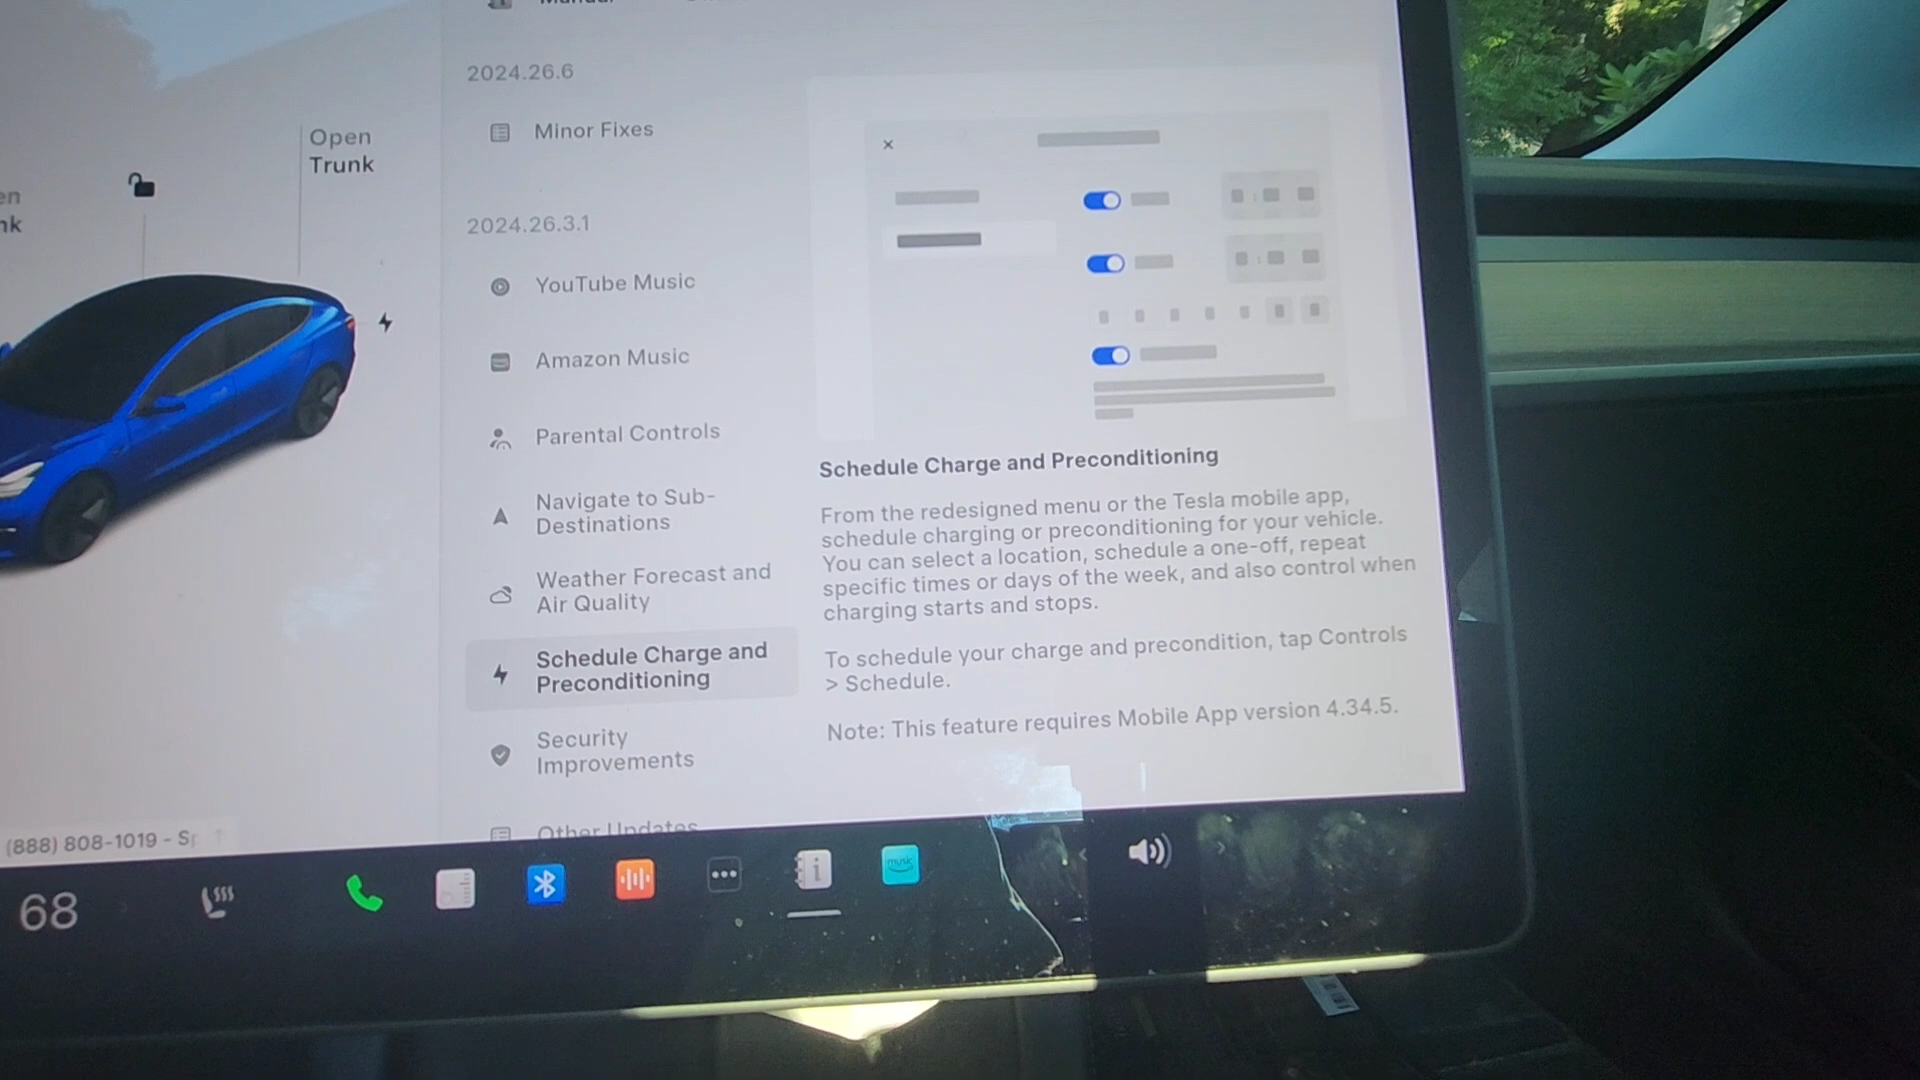 2024.26.6
Open
Trunk
Minor Fixes
2024.26.3.1
YouTube Music
Amazon Music
Parental Controls
Navigate to Sub-
Destinations
Weather Forecast and
Air Quality
Schedule Charge and
Preconditioning
Security
Improvements
Other Updates
Schedule Charge and Preconditioning
From the redesigned menu or the Tesla mobile app,
schedule charging or preconditioning for your vehicle.
You can select a location, schedule a one-off, repeat
specific times or days of the week, and also control when
charging starts and stops.
To schedule your charge and precondition, tap Controls
> Schedule.
Note: This feature requires Mobile App version 4.34.5.
(888) 808-1019 -
68
music